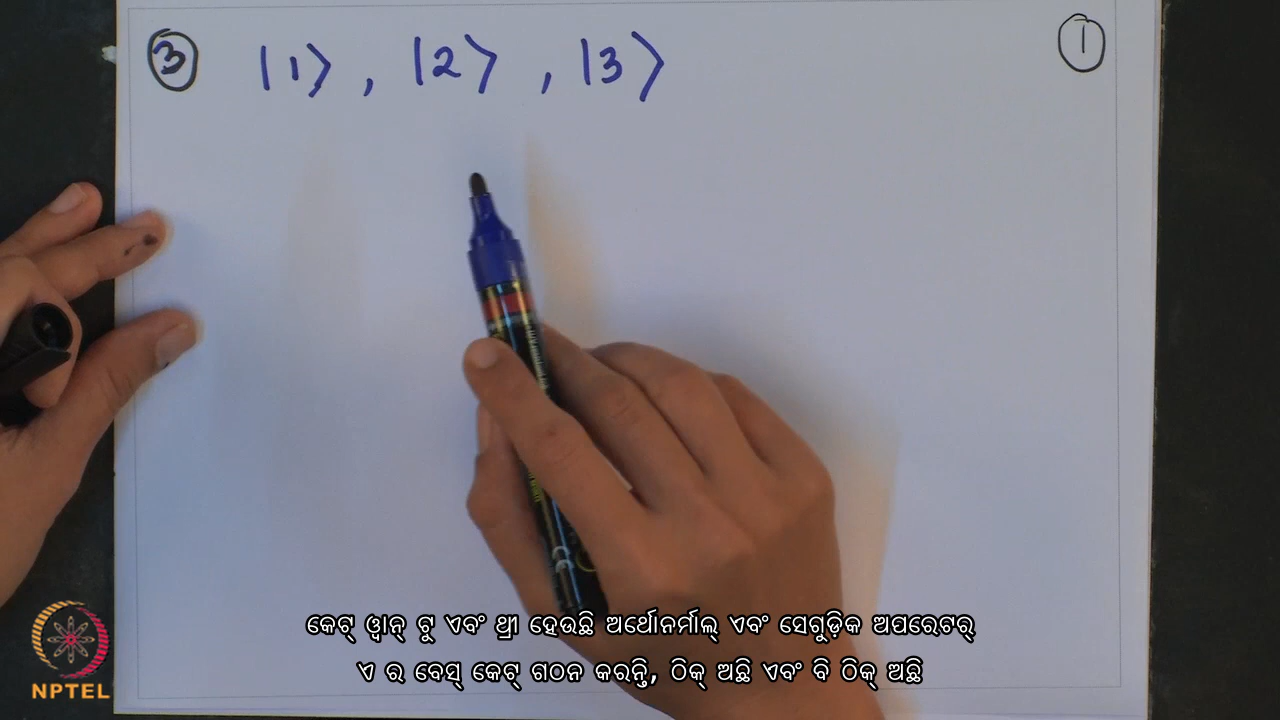 ③ |1⟩ , |2⟩ , |3⟩ ①
କେଟ୍ ୱାନ୍ ଟୁ ଏବଂ ଥ୍ରୀ ହେଉଛି ଅର୍ଥୋନର୍ମାଲ୍ ଏବଂ ସେଗୁଡ଼ିକ ଅପରେଟର୍
ଏ ର ବେସ୍ କେଟ୍ ଗଠନ କରନ୍ତି, ଠିକ୍ ଅଛି ଏବଂ ବି ଠିକ୍ ଅଛି
NPTEL